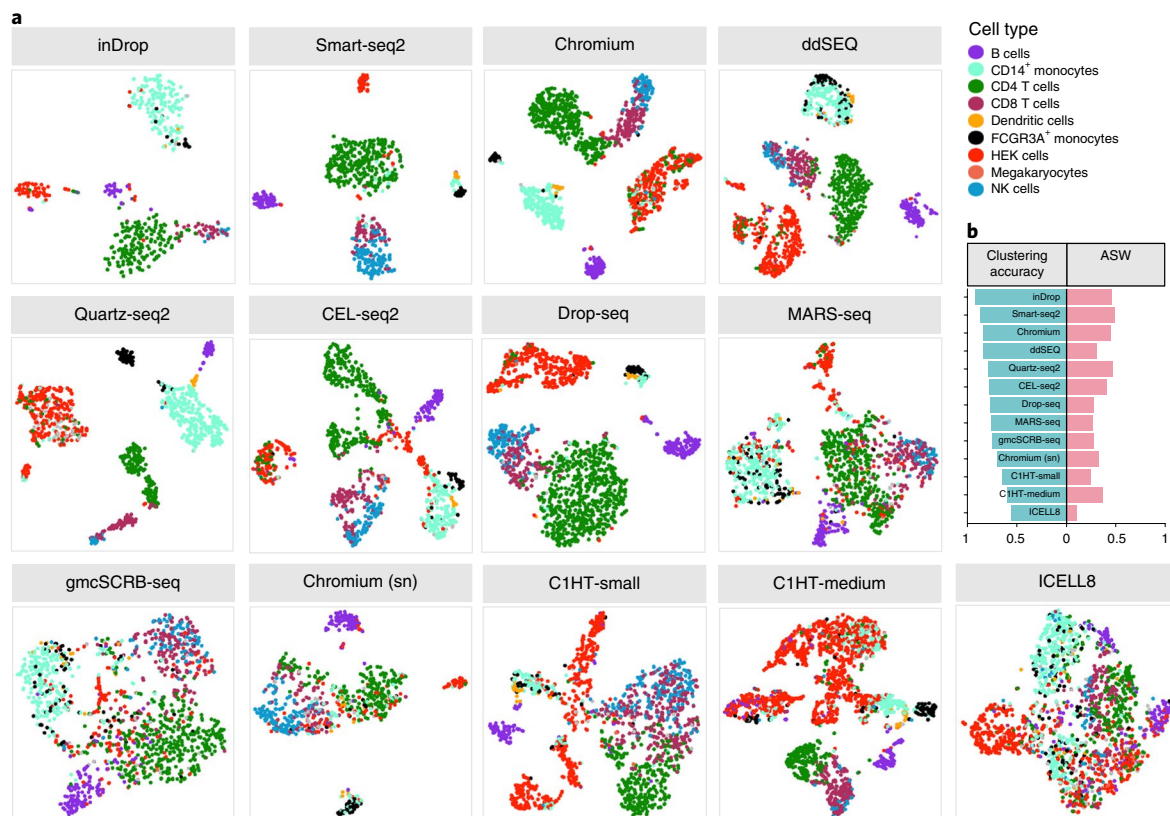 a
inDrop
Smart-seq2
Chromium
ddSEQ
Cell type
B cells
CD14+ monocytes
CD4 T cells
CD8 T cells
Dendritic cells
FCGR3A+ monocytes
HEK cells
Megakaryocytes
NK cells
b
Clustering accuracy
ASW
inDrop
Smart-seq2
Chromium
ddSEQ
Quartz-seq2
CEL-seq2
Drop-seq
MARS-seq
gmcSCRB-seq
Chromium (sn)
C1HT-small
C1HT-medium
ICELL8
1 0.5 0 0.5 1
Quartz-seq2
CEL-seq2
Drop-seq
MARS-seq
gmcSCRB-seq
Chromium (sn)
C1HT-small
C1HT-medium
ICELL8